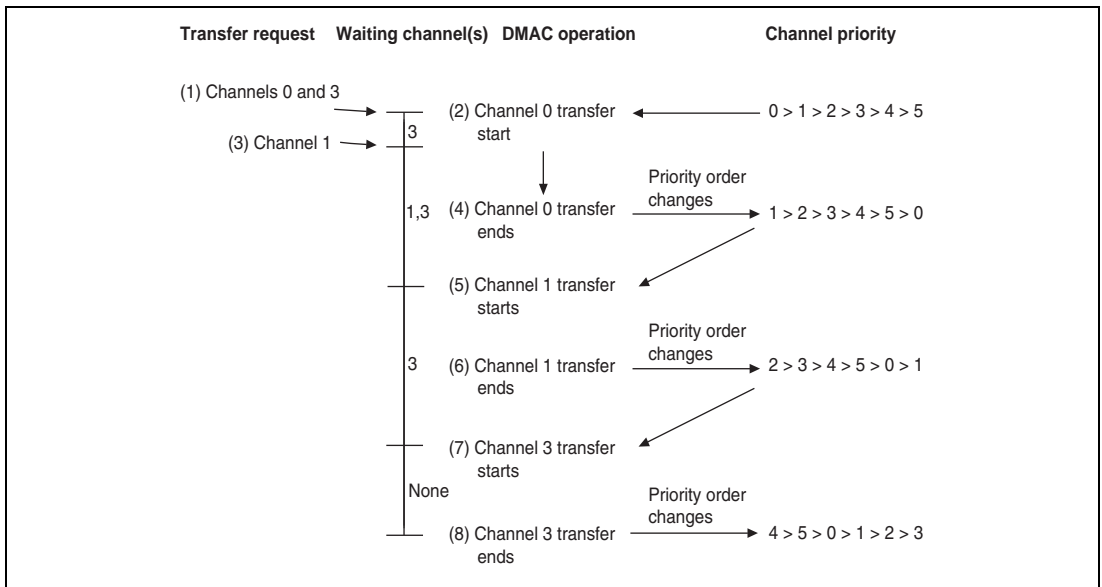 Transfer request Waiting channel(s) DMAC operation Channel priority
(1) Channels 0 and 3
(2) Channel 0 transfer
start
0 > 1 > 2 > 3 > 4 > 5
3
(3) Channel 1
Priority order
changes
1,3
(4) Channel 0 transfer
ends
1 > 2 > 3 > 4 > 5 > 0
(5) Channel 1 transfer
starts
Priority order
changes
3
(6) Channel 1 transfer
ends
2 > 3 > 4 > 5 > 0 > 1
(7) Channel 3 transfer
starts
None
Priority order
changes
(8) Channel 3 transfer
ends
4 > 5 > 0 > 1 > 2 > 3